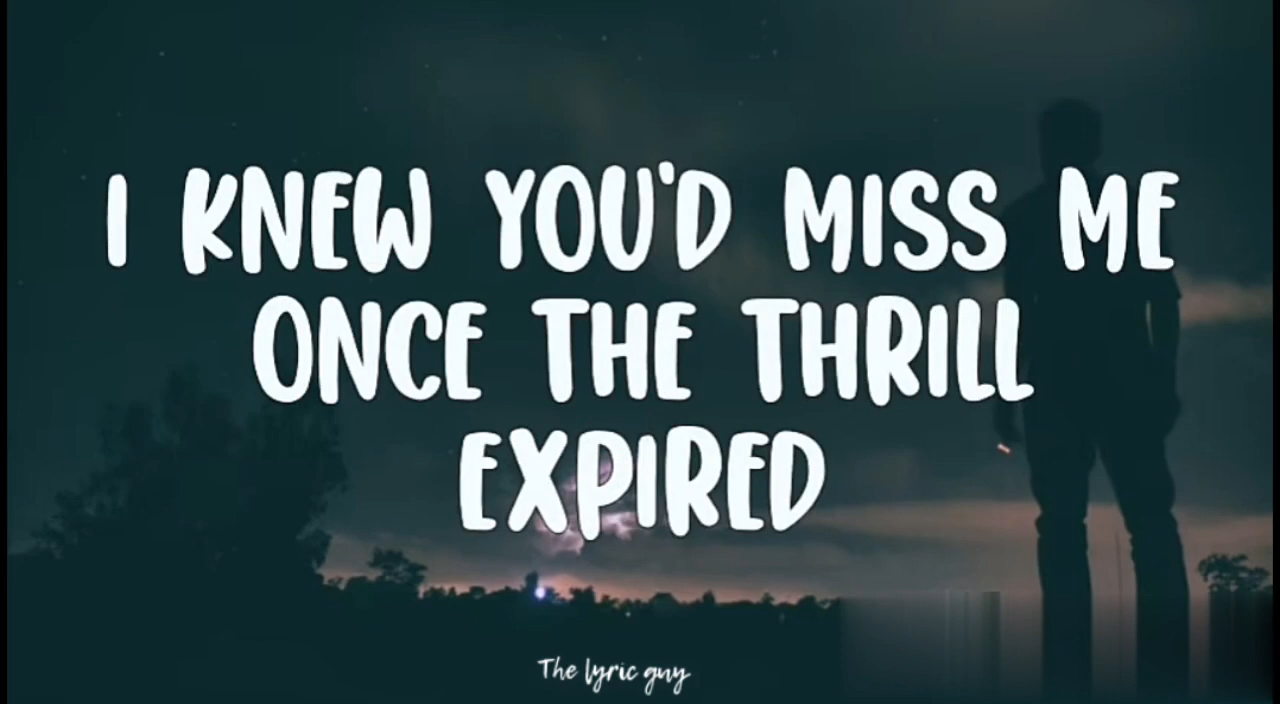 I KNEW YOU'D MISS ME
ONCE THE THRILL
EXPIRED
The lyric guy